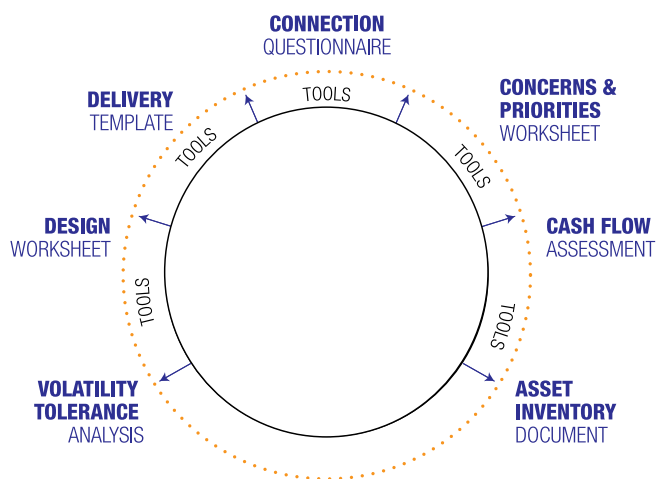 CONNECTION
QUESTIONNAIRE
CONCERNS &
PRIORITIES
WORKSHEET
CASH FLOW
ASSESSMENT
ASSET
INVENTORY
DOCUMENT
VOLATILITY
TOLERANCE
ANALYSIS
DESIGN
WORKSHEET
DELIVERY
TEMPLATE
TOOLS
TOOLS
TOOLS
TOOLS
TOOLS